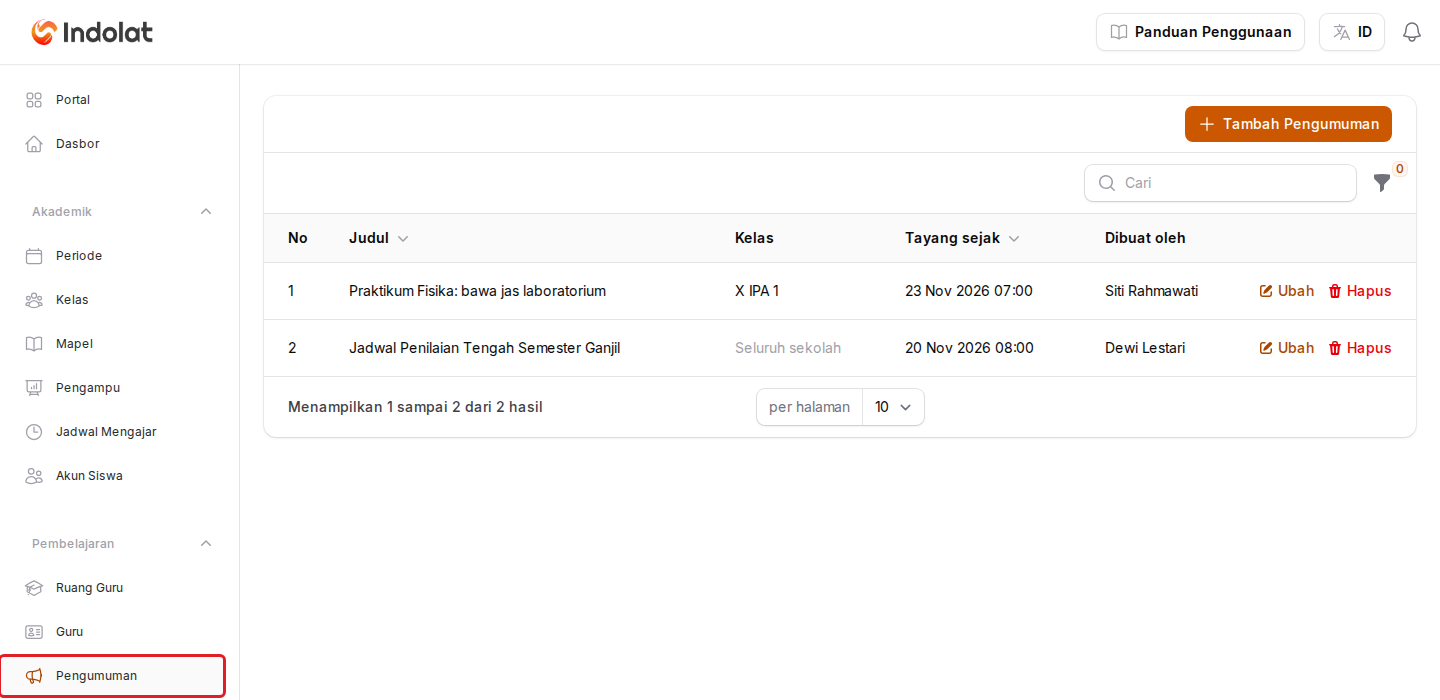 Indolat
Panduan Penggunaan
ID
Portal
Dasbor
Akademik
Periode
Kelas
Mapel
Pengampu
Jadwal Mengajar
Akun Siswa
Pembelajaran
Ruang Guru
Guru
Pengumuman
Tambah Pengumuman
Cari
0
No Judul Kelas Tayang sejak Dibuat oleh
1 Praktikum Fisika: bawa jas laboratorium X IPA 1 23 Nov 2026 07:00 Siti Rahmawati Ubah Hapus
2 Jadwal Penilaian Tengah Semester Ganjil Seluruh sekolah 20 Nov 2026 08:00 Dewi Lestari Ubah Hapus
Menampilkan 1 sampai 2 dari 2 hasil per halaman 10